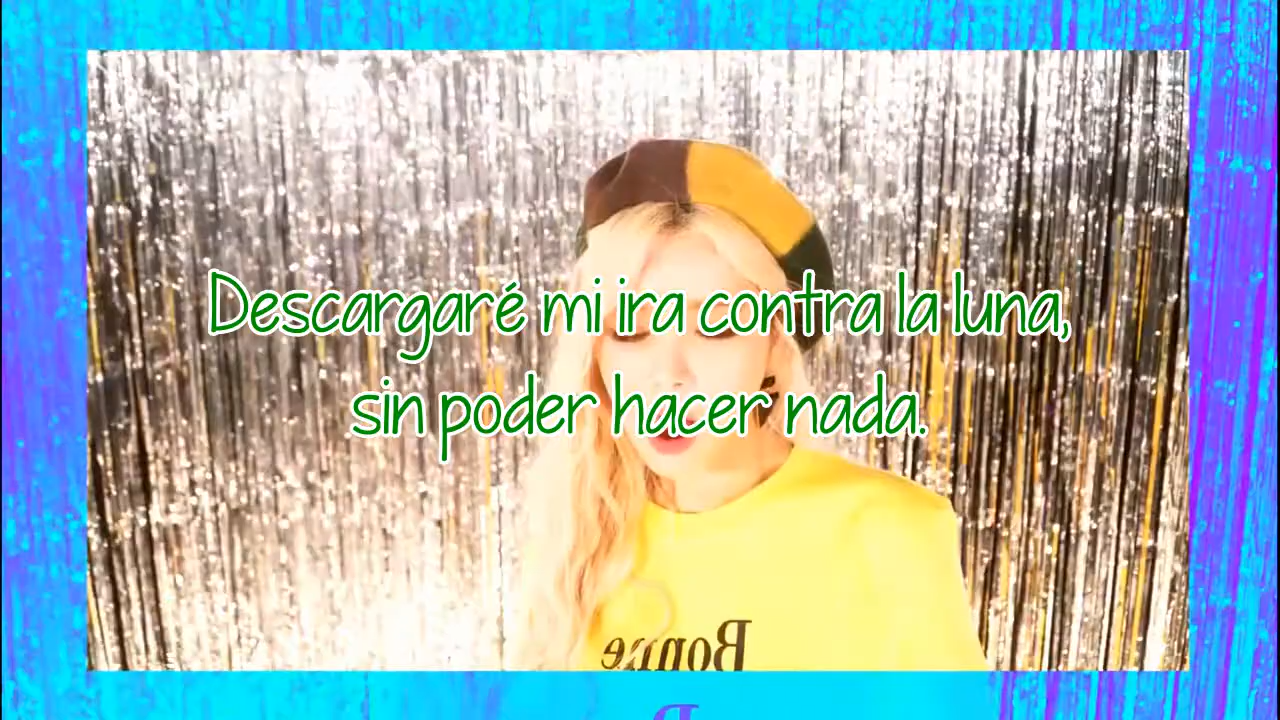 Descargaré mi ira contra la luna,
sin poder hacer nada.
Bonne